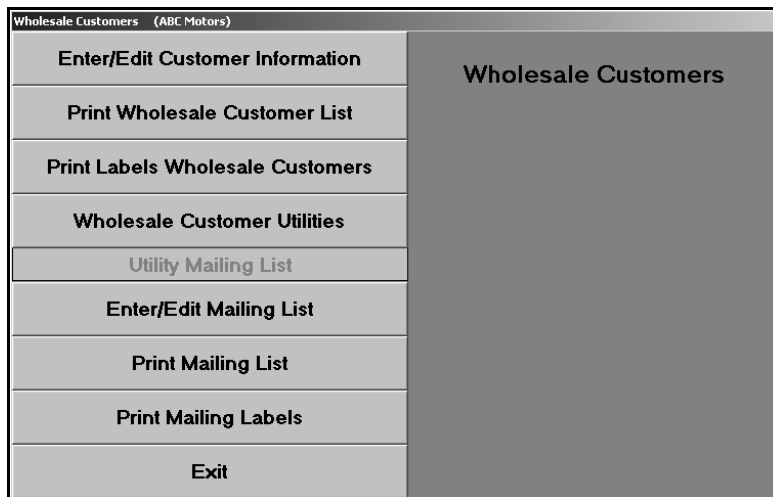 Wholesale Customers (ABC Motors)
Enter/Edit Customer Information
Wholesale Customers
Print Wholesale Customer List
Print Labels Wholesale Customers
Wholesale Customer Utilities
Utility Mailing List
Enter/Edit Mailing List
Print Mailing List
Print Mailing Labels
Exit